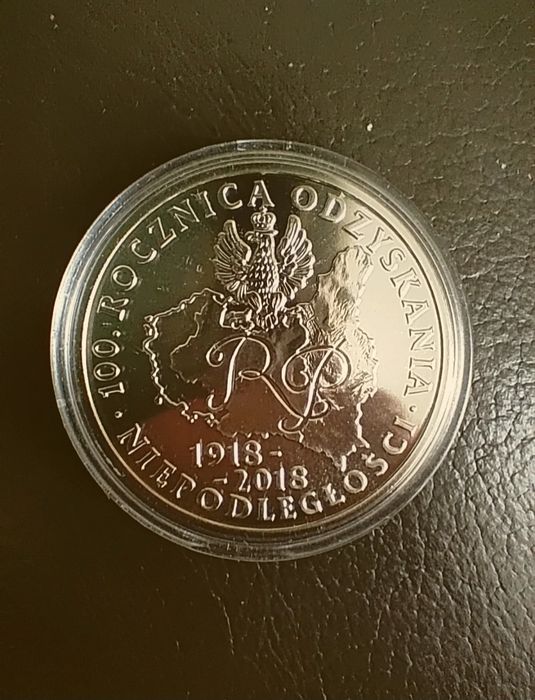 100. ROCZNICA ODZYSKANIA
NIEPODLEGŁOŚCI
RP
1918-
-2018